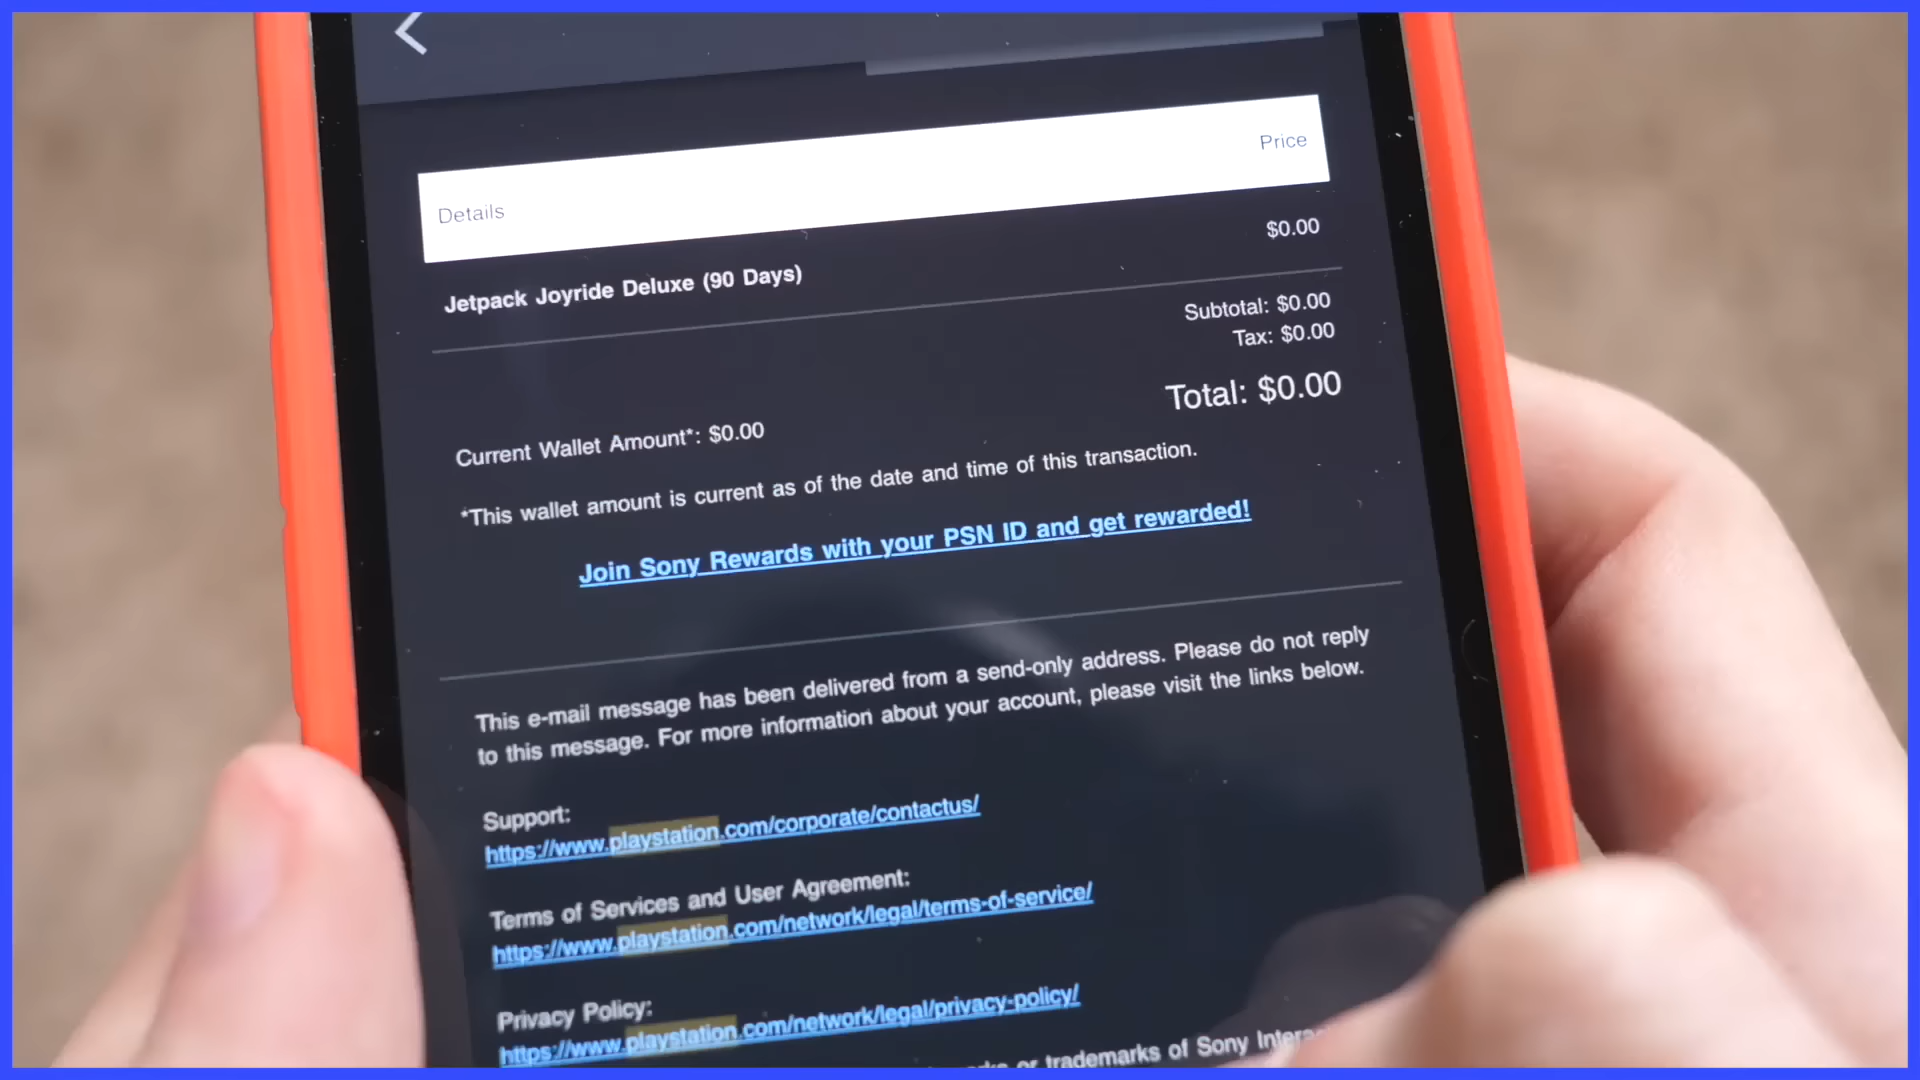 Details Price
Jetpack Joyride Deluxe (90 Days) $0.00
Subtotal: $0.00
Tax: $0.00
Total: $0.00
Current Wallet Amount*: $0.00
*This wallet amount is current as of the date and time of this transaction.
Join Sony Rewards with your PSN ID and get rewarded!
This e-mail message has been delivered from a send-only address. Please do not reply
to this message. For more information about your account, please visit the links below.
Support:
https://www.playstation.com/corporate/contactus/
Terms of Services and User Agreement:
https://www.playstation.com/network/legal/terms-of-service/
Privacy Policy:
https://www.playstation.com/network/legal/privacy-policy/
or trademarks of Sony